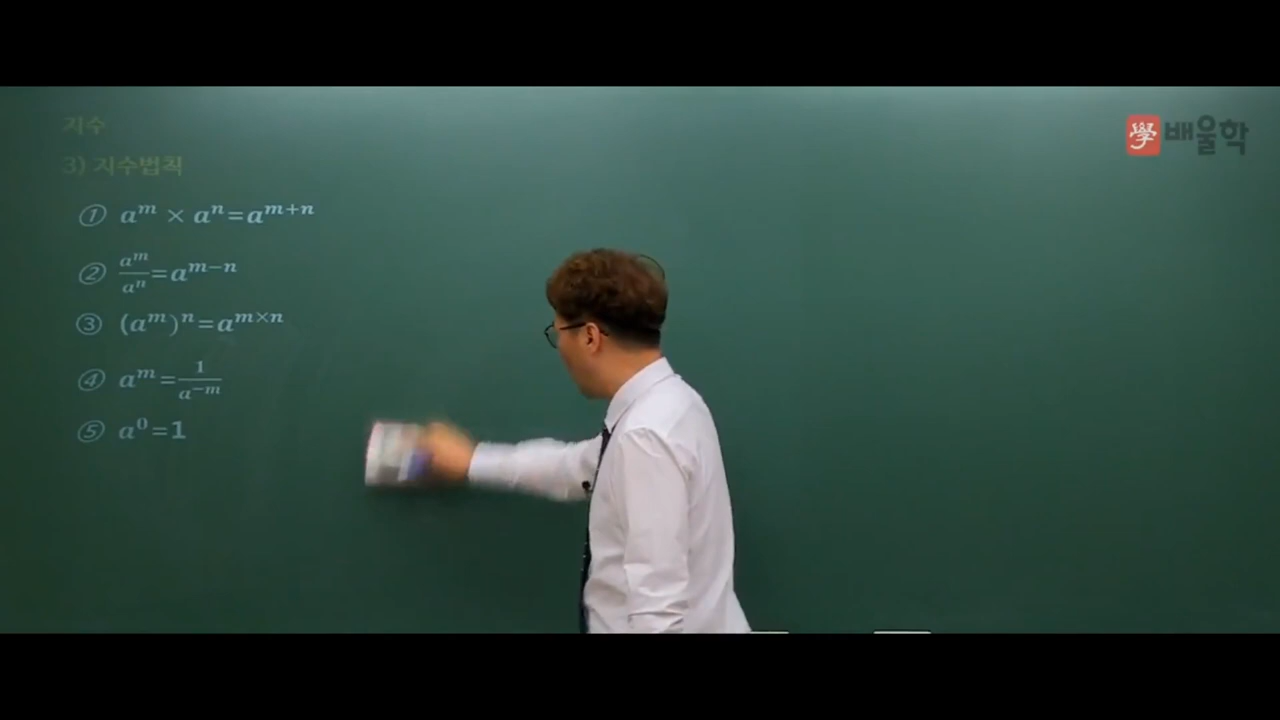 지수
學 배울학
3) 지수법칙
① a^m × a^n = a^{m+n}
② a^m/a^n = a^{m-n}
③ (a^m)^n = a^{m×n}
④ a^m = 1/a^{-m}
⑤ a^0 = 1